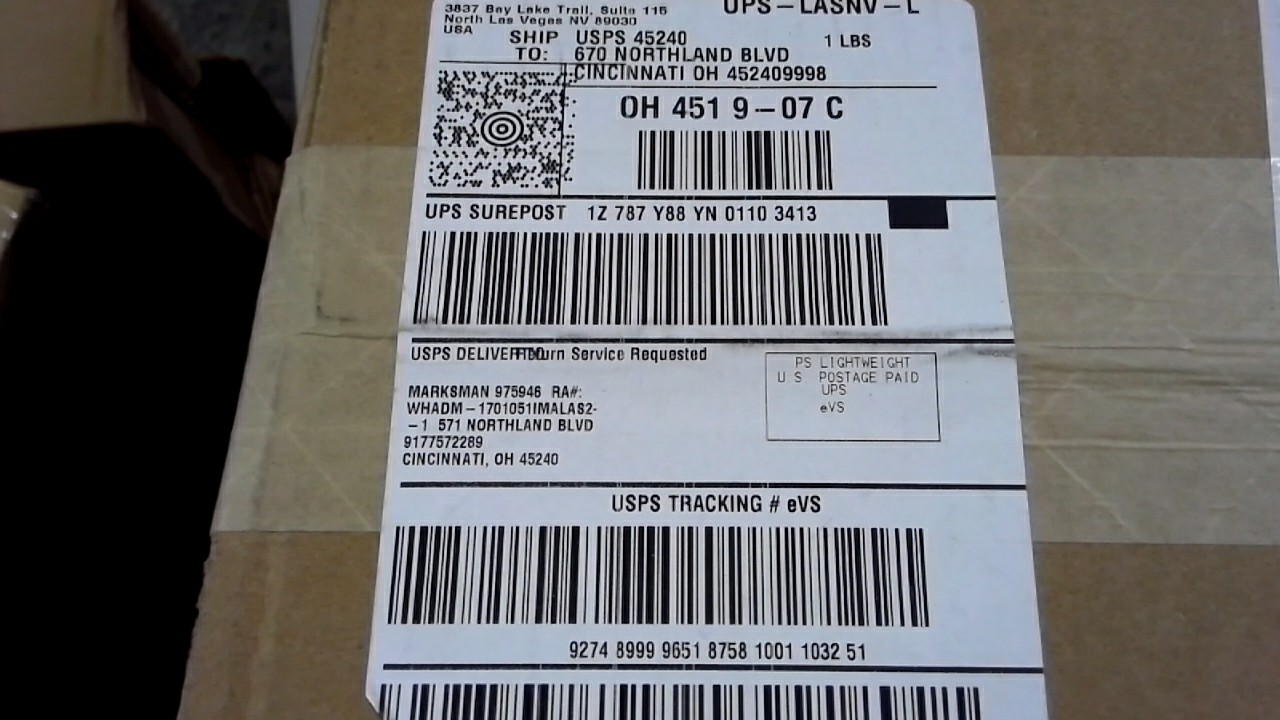 3837 Bay Lake Trail, Suite 115
North Las Vegas NV 89030
USA
UPS-LASNV-L
SHIP USPS 45240
1 LBS
TO: 670 NORTHLAND BLVD
CINCINNATI OH 452409998
OH 451 9-07 C
UPS SUREPOST 1Z 787 Y88 YN 0110 3413
USPS DELIVER Return Service Requested
MARKSMAN 975946 RA#:
WHADM-1701051IMALAS2-
-1 571 NORTHLAND BLVD
9177572289
CINCINNATI, OH 45240
PS LIGHTWEIGHT
U S POSTAGE PAID
UPS
eVS
USPS TRACKING # eVS
9274 8999 9651 8758 1001 1032 51